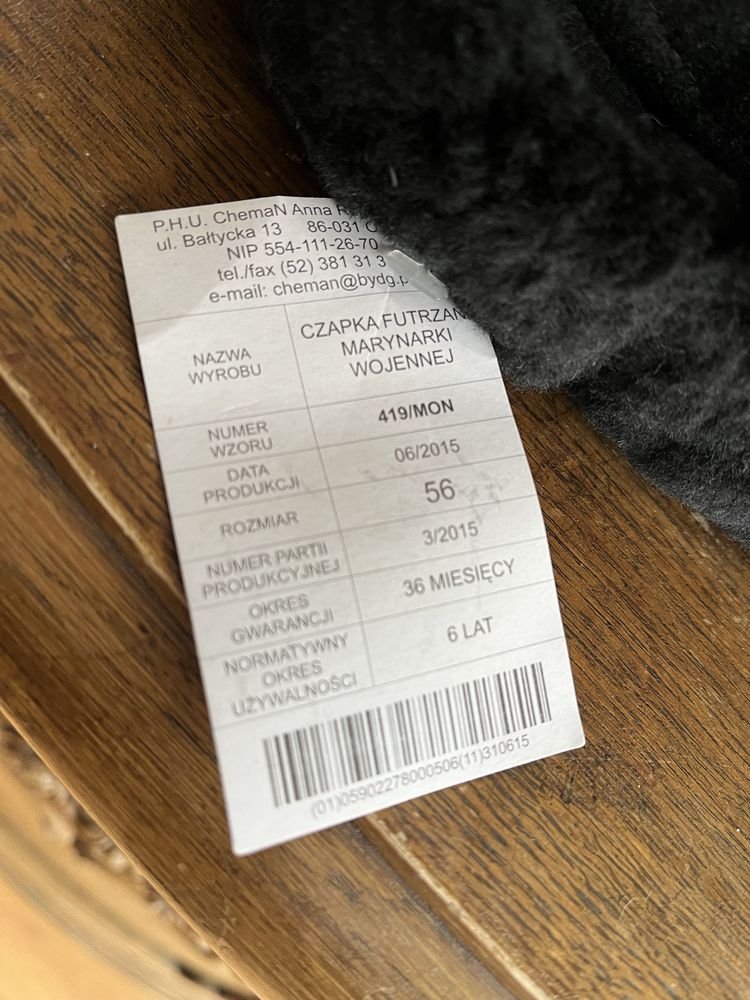 P.H.U. ChemaN Anna
ul. Bałtycka 13 86-031
NIP 554-111-26-70
tel./fax (52) 381 31 3
e-mail: cheman@bydg.p
NAZWA
WYROBU
CZAPKA FUTRZAN
MARYNARKI
WOJENNEJ
NUMER
WZORU
419/MON
DATA
PRODUKCJI
06/2015
ROZMIAR
56
NUMER PARTII
PRODUKCYJNEJ
3/2015
OKRES
GWARANCJI
36 MIESIĘCY
NORMATYWNY
OKRES
UŻYWALNOŚCI
6 LAT
(01)05902278000506(11)310615